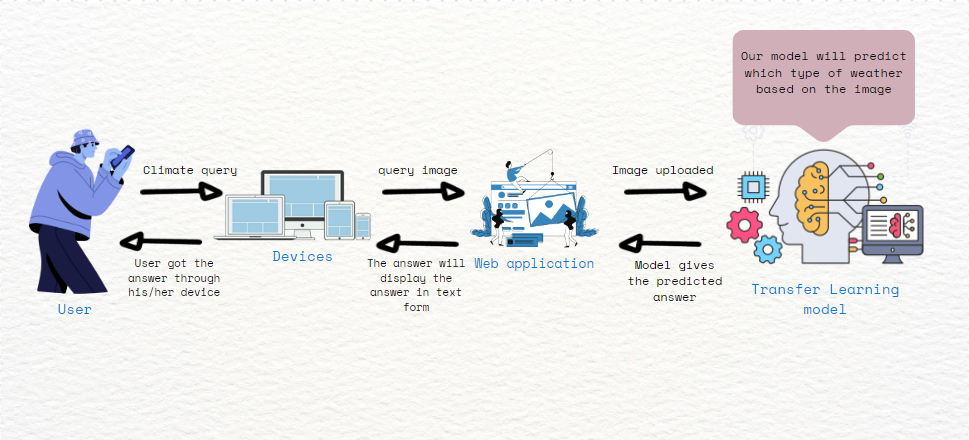 Our model will predict
which type of weather
based on the image
Climate query
query image
Image uploaded
User got the
answer through
his/her device
Devices
The answer will
display the
answer in text
form
Web application
Model gives
the predicted
answer
User
Transfer Learning
model